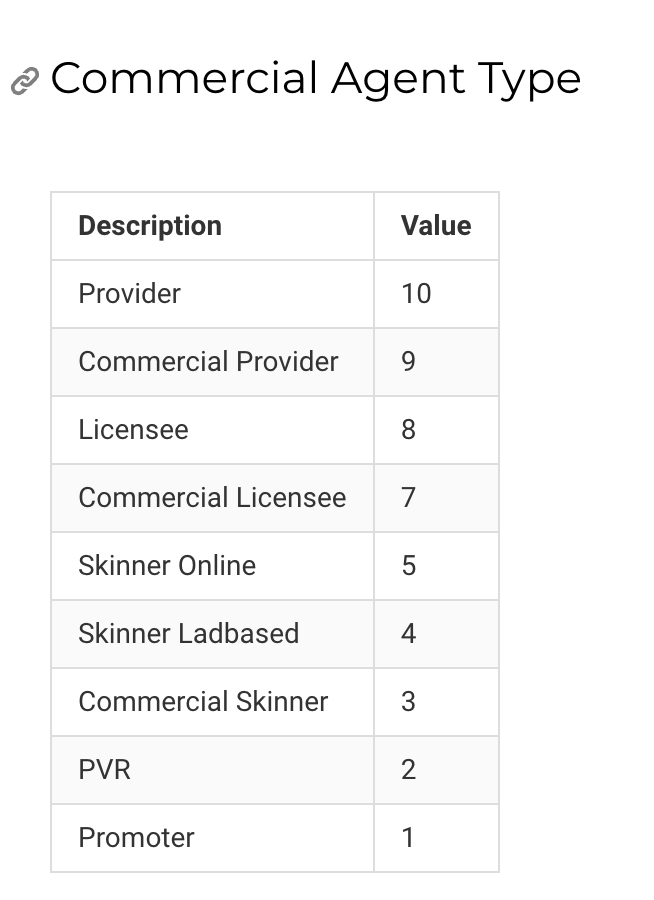 Commercial Agent Type
Description Value
Provider 10
Commercial Provider 9
Licensee 8
Commercial Licensee 7
Skinner Online 5
Skinner Ladbased 4
Commercial Skinner 3
PVR 2
Promoter 1